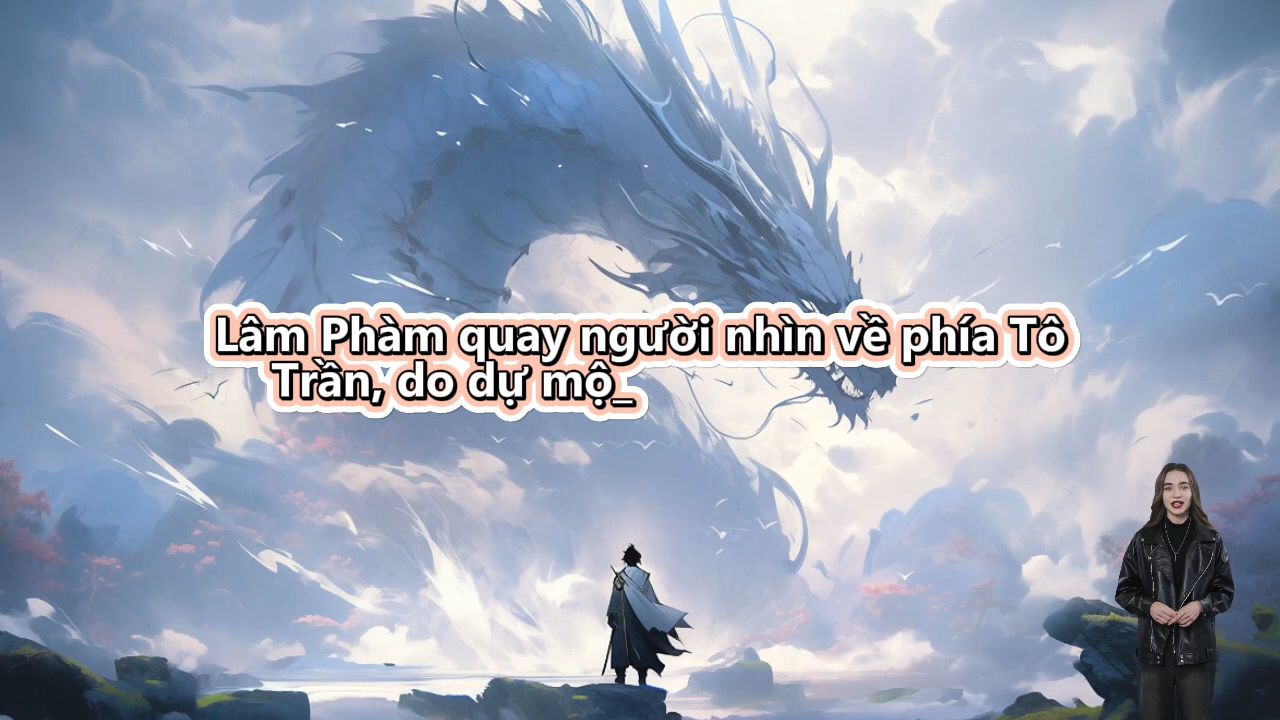 Lâm Phàm quay người nhìn về phía Tô
Trần, do dự mộ_